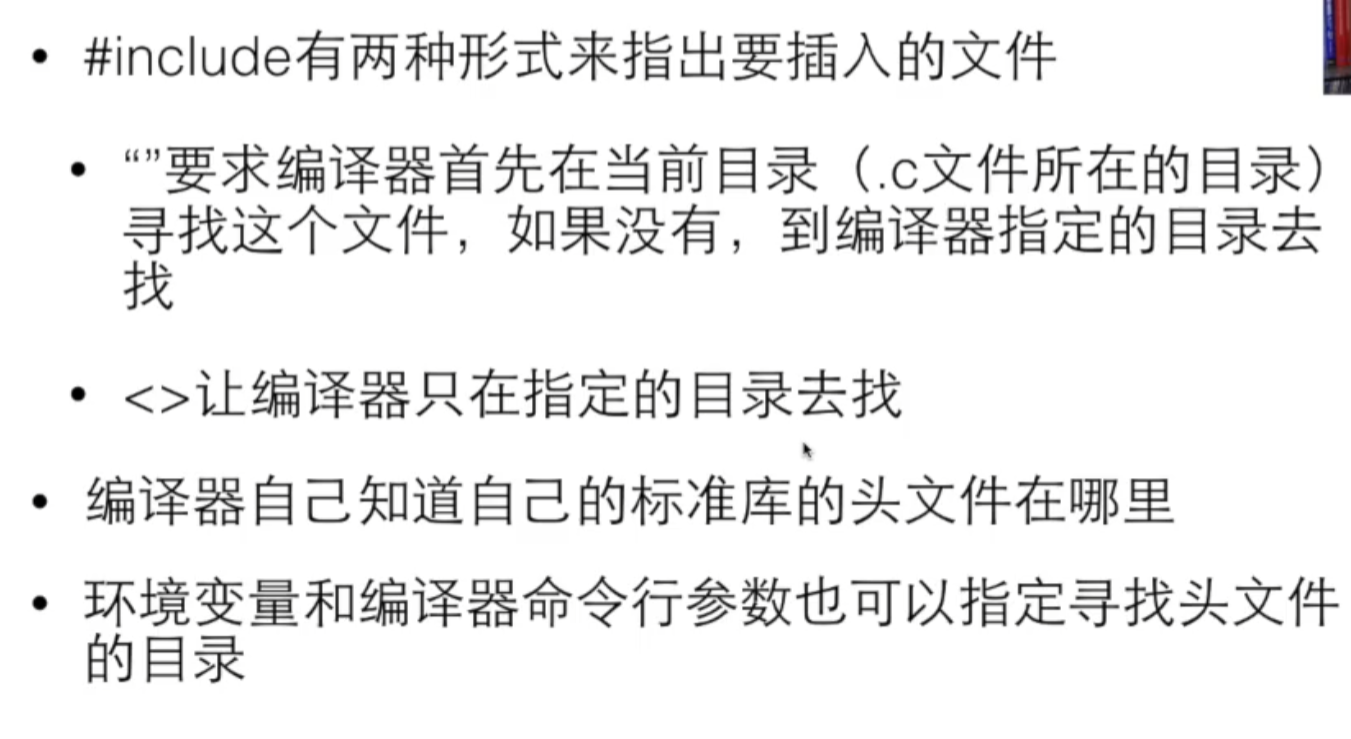 • #include有两种形式来指出要插入的文件
• “”要求编译器首先在当前目录（.c文件所在的目录）
寻找这个文件，如果没有，到编译器指定的目录去
找
• <>让编译器只在指定的目录去找
• 编译器自己知道自己的标准库的头文件在哪里
• 环境变量和编译器命令行参数也可以指定寻找头文件
的目录